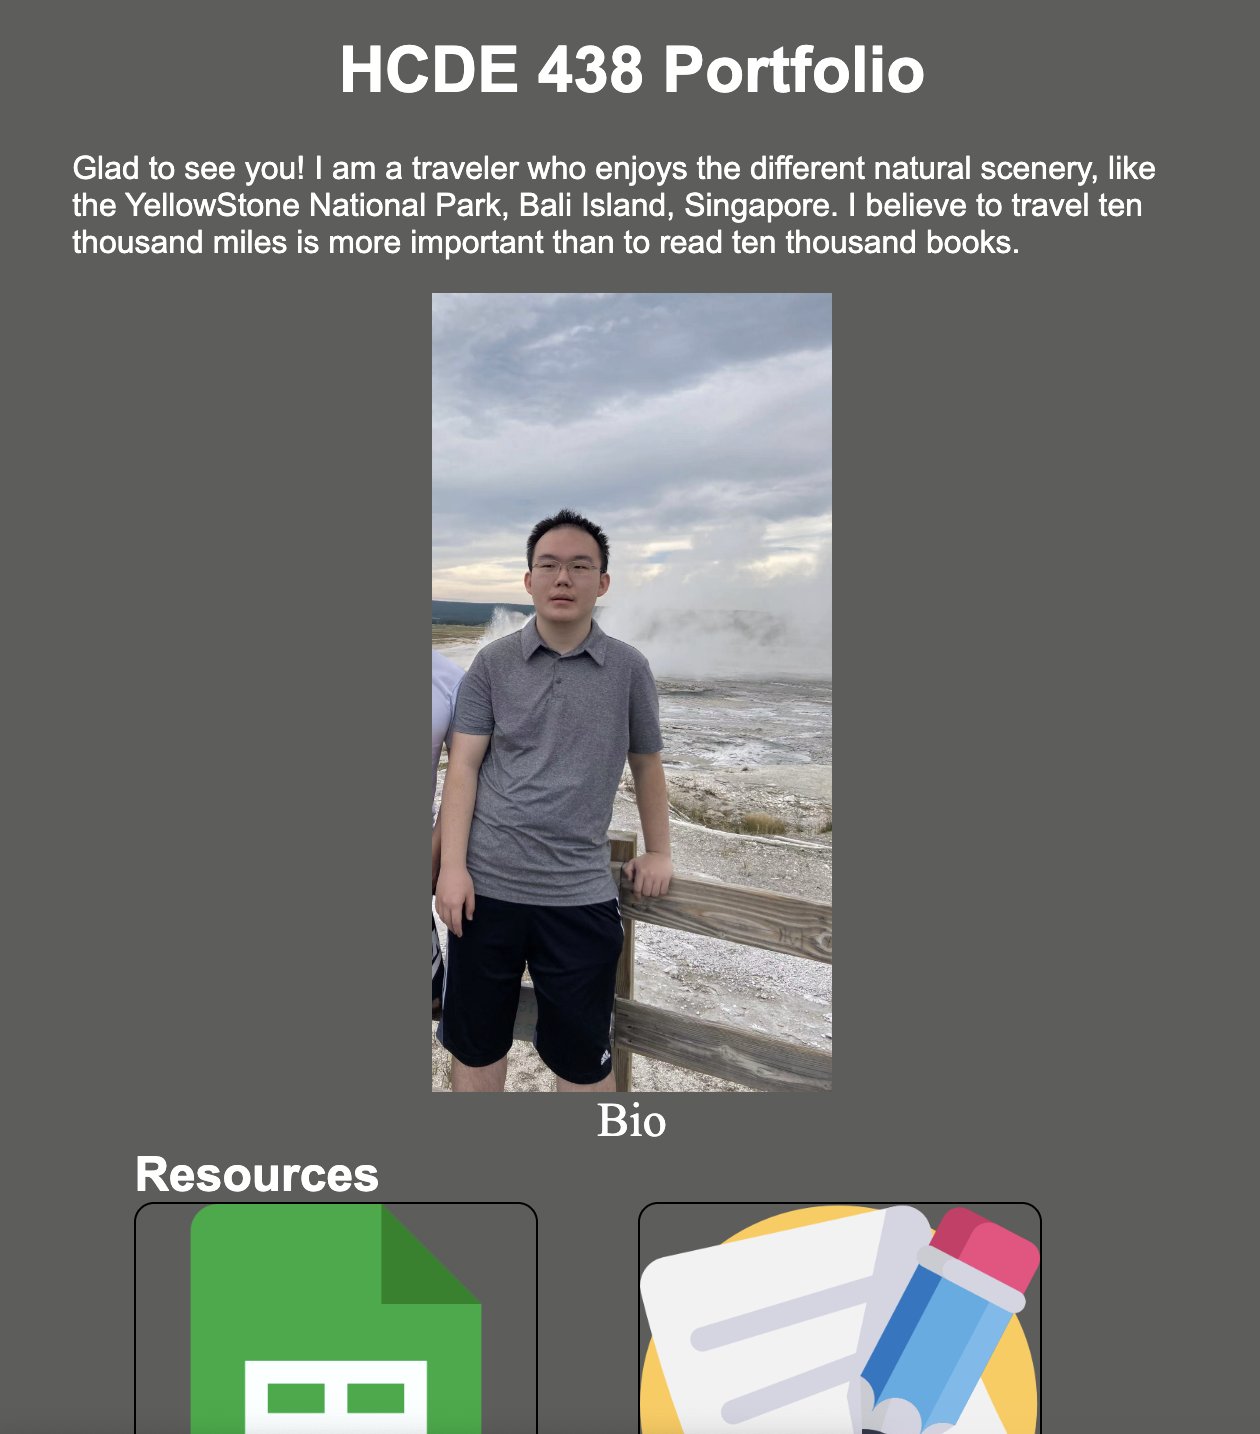 HCDE 438 Portfolio
Glad to see you! I am a traveler who enjoys the different natural scenery, like
the YellowStone National Park, Bali Island, Singapore. I believe to travel ten
thousand miles is more important than to read ten thousand books.
Bio
Resources